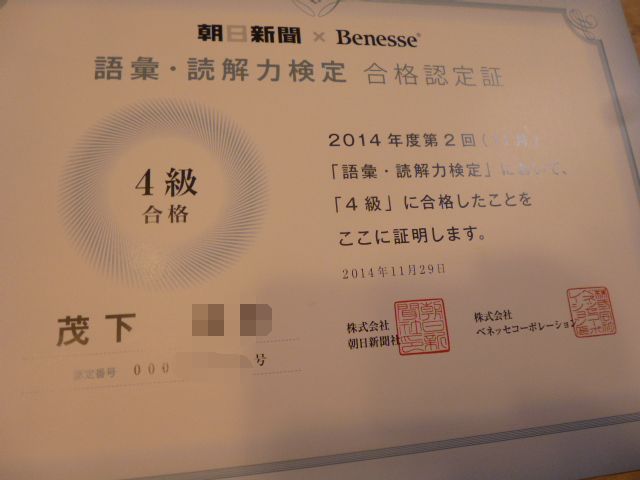 朝日新聞 × Benesse®
語彙・読解力検定 合格認定証
4級
合格
2014年度第2回(11月)
「語彙・読解力検定」において、
「4級」に合格したことを
ここに証明します。
2014年11月29日
茂下
認定番号 000 号
株式会社
朝日新聞社
株式会社
ベネッセコーポレーション